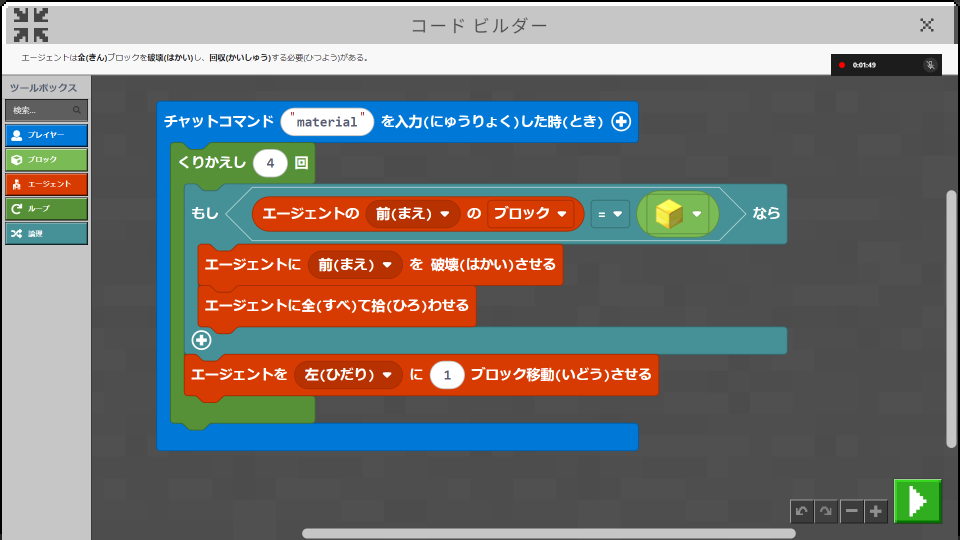 コード ビルダー
エージェントは金(きん)ブロックを破壊(はかい)し、回収(かいしゅう)する必要(ひつよう)がある。
0:01:49
ツールボックス
検索...
プレイヤー
ブロック
エージェント
ループ
論理
チャットコマンド "material" を入力(にゅうりょく)した時(とき)
くりかえし 4 回
もし エージェントの 前(まえ) の ブロック = なら
エージェントに 前(まえ) を 破壊(はかい)させる
エージェントに全(すべ)て拾(ひろ)わせる
エージェントを 左(ひだり) に 1 ブロック移動(いどう)させる